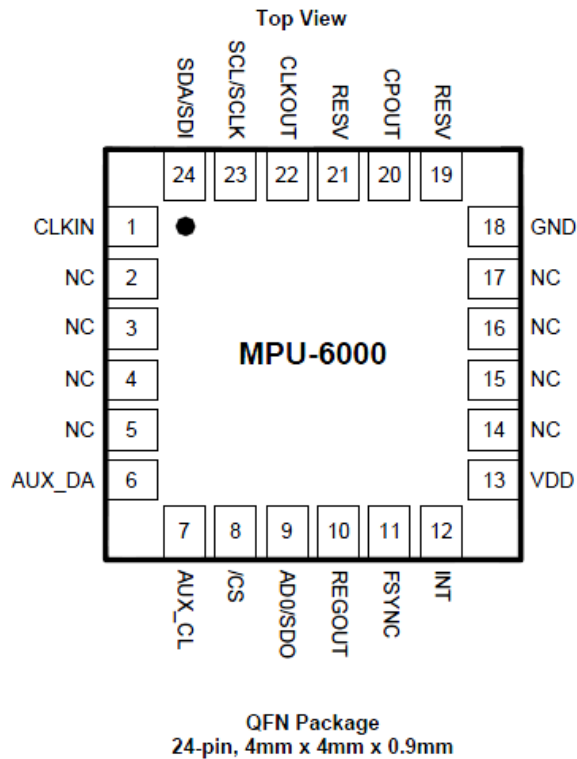 Top View
SDA/SDI SCL/SCLK CLKOUT RESV CPOUT RESV
24 23 22 21 20 19
CLKIN 1 18 GND
NC 2 17 NC
NC 3 16 NC
MPU-6000
NC 4 15 NC
NC 5 14 NC
AUX_DA 6 13 VDD
7 8 9 10 11 12
AUX_CL /CS AD0/SDO REGOUT FSYNC INT
QFN Package
24-pin, 4mm x 4mm x 0.9mm